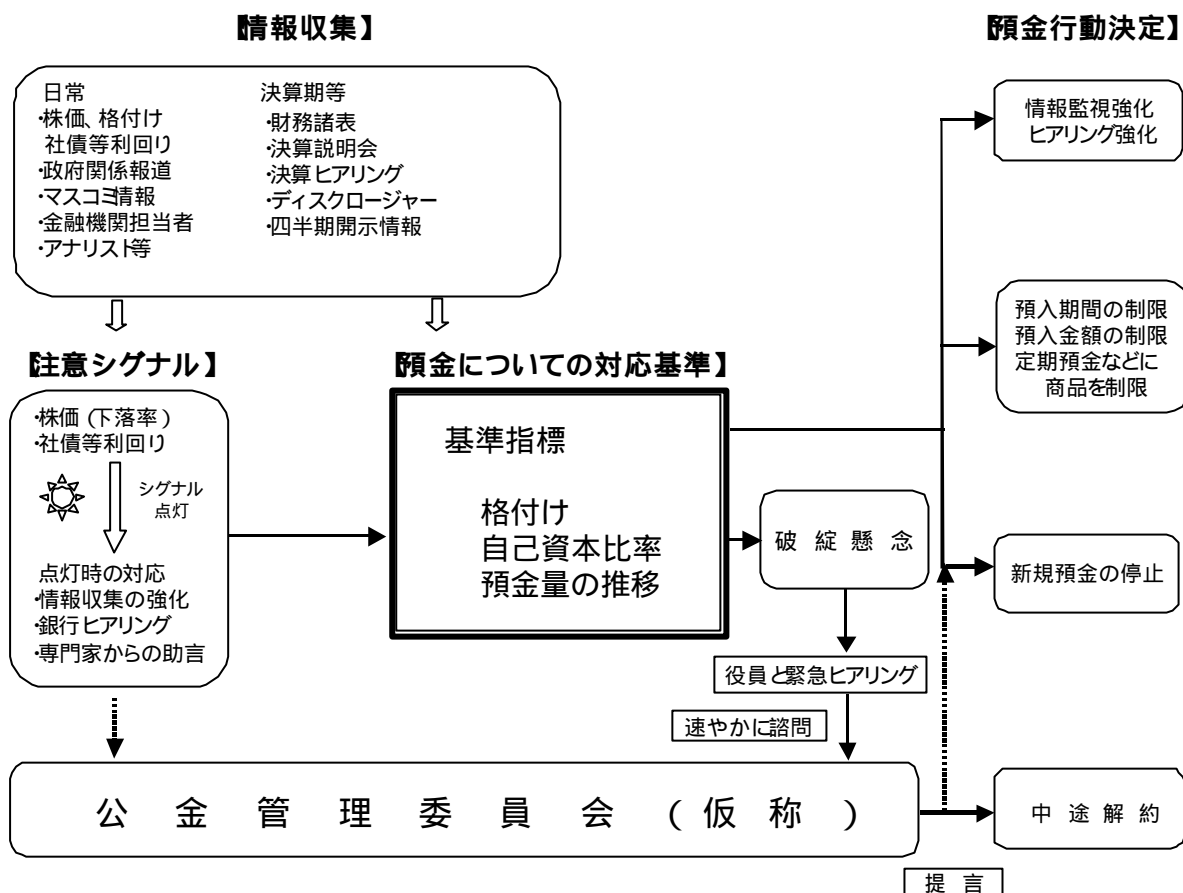 【情報収集】
日常
・株価、格付け
社債等利回り
・政府関係報道
・マスコミ情報
・金融機関担当者
・アナリスト等
決算期等
・財務諸表
・決算説明会
・決算ヒアリング
・ディスクロージャー
・四半期開示情報
【注意シグナル】
・株価（下落率）
・社債等利回り
シグナル
点灯
点灯時の対応
・情報収集の強化
・銀行ヒアリング
・専門家からの助言
【預金についての対応基準】
基準指標
格付け
自己資本比率
預金量の推移
破綻懸念
役員と緊急ヒアリング
速やかに諮問
公金管理委員会（仮称）
提言
【預金行動決定】
情報監視強化
ヒアリング強化
預入期間の制限
預入金額の制限
定期預金などに
商品を制限
新規預金の停止
中途解約